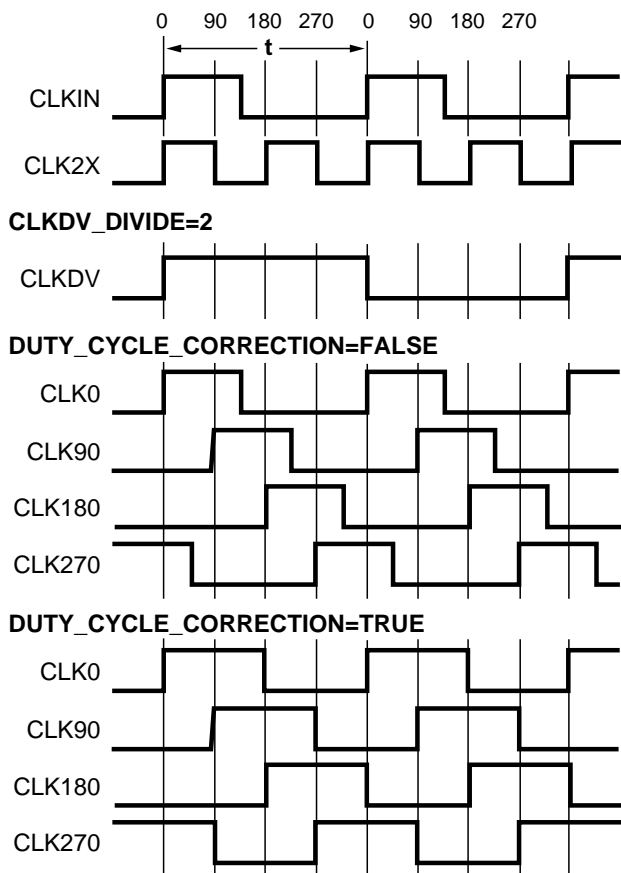 0 90 180 270 0 90 180 270
t
CLKIN
CLK2X
CLKDV_DIVIDE=2
CLKDV
DUTY_CYCLE_CORRECTION=FALSE
CLK0
CLK90
CLK180
CLK270
DUTY_CYCLE_CORRECTION=TRUE
CLK0
CLK90
CLK180
CLK270